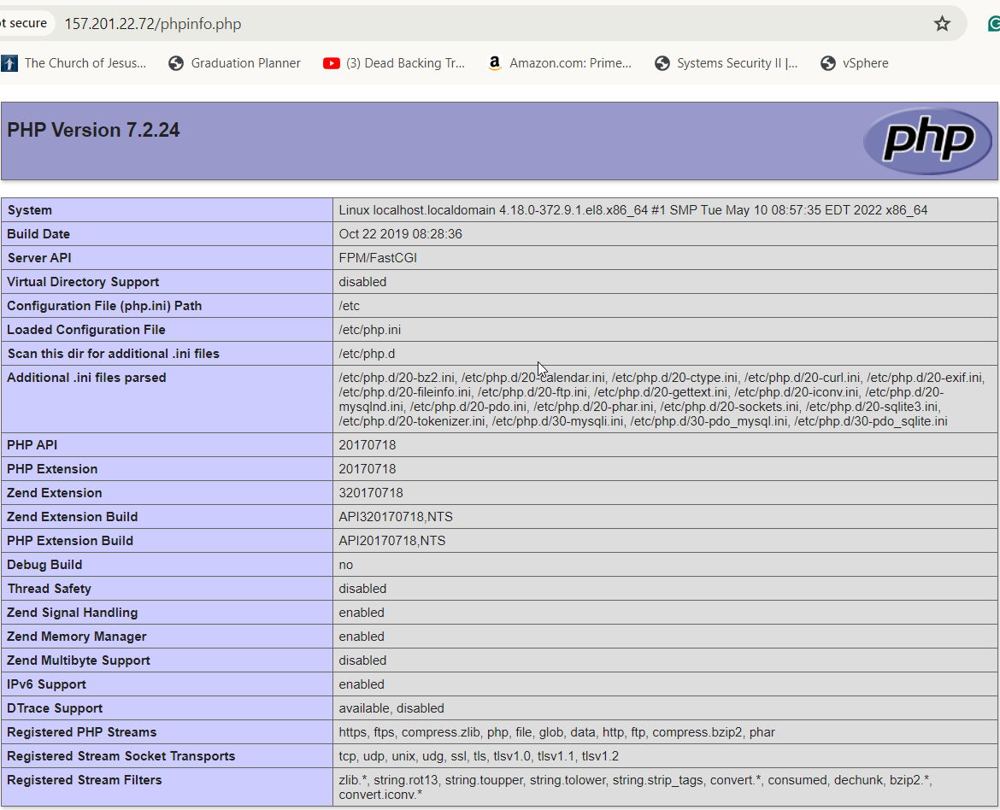 ot secure 157.201.22.72/phpinfo.php
The Church of Jesus... Graduation Planner (3) Dead Backing Tr... Amazon.com: Prime... Systems Security II |... vSphere
PHP Version 7.2.24 php
System Linux localhost.localdomain 4.18.0-372.9.1.el8.x86_64 #1 SMP Tue May 10 08:57:35 EDT 2022 x86_64
Build Date Oct 22 2019 08:28:36
Server API FPM/FastCGI
Virtual Directory Support disabled
Configuration File (php.ini) Path /etc
Loaded Configuration File /etc/php.ini
Scan this dir for additional .ini files /etc/php.d
Additional .ini files parsed /etc/php.d/20-bz2.ini, /etc/php.d/20-calendar.ini, /etc/php.d/20-ctype.ini, /etc/php.d/20-curl.ini, /etc/php.d/20-exif.ini,
/etc/php.d/20-fileinfo.ini, /etc/php.d/20-ftp.ini, /etc/php.d/20-gettext.ini, /etc/php.d/20-iconv.ini, /etc/php.d/20-
mysqlnd.ini, /etc/php.d/20-pdo.ini, /etc/php.d/20-phar.ini, /etc/php.d/20-sockets.ini, /etc/php.d/20-sqlite3.ini,
/etc/php.d/20-tokenizer.ini, /etc/php.d/30-mysqli.ini, /etc/php.d/30-pdo_mysql.ini, /etc/php.d/30-pdo_sqlite.ini
PHP API 20170718
PHP Extension 20170718
Zend Extension 320170718
Zend Extension Build API320170718,NTS
PHP Extension Build API20170718,NTS
Debug Build no
Thread Safety disabled
Zend Signal Handling enabled
Zend Memory Manager enabled
Zend Multibyte Support disabled
IPv6 Support enabled
DTrace Support available, disabled
Registered PHP Streams https, ftps, compress.zlib, php, file, glob, data, http, ftp, compress.bzip2, phar
Registered Stream Socket Transports tcp, udp, unix, udg, ssl, tls, tlsv1.0, tlsv1.1, tlsv1.2
Registered Stream Filters zlib.*, string.rot13, string.toupper, string.tolower, string.strip_tags, convert.*, consumed, dechunk, bzip2.*,
convert.iconv.*